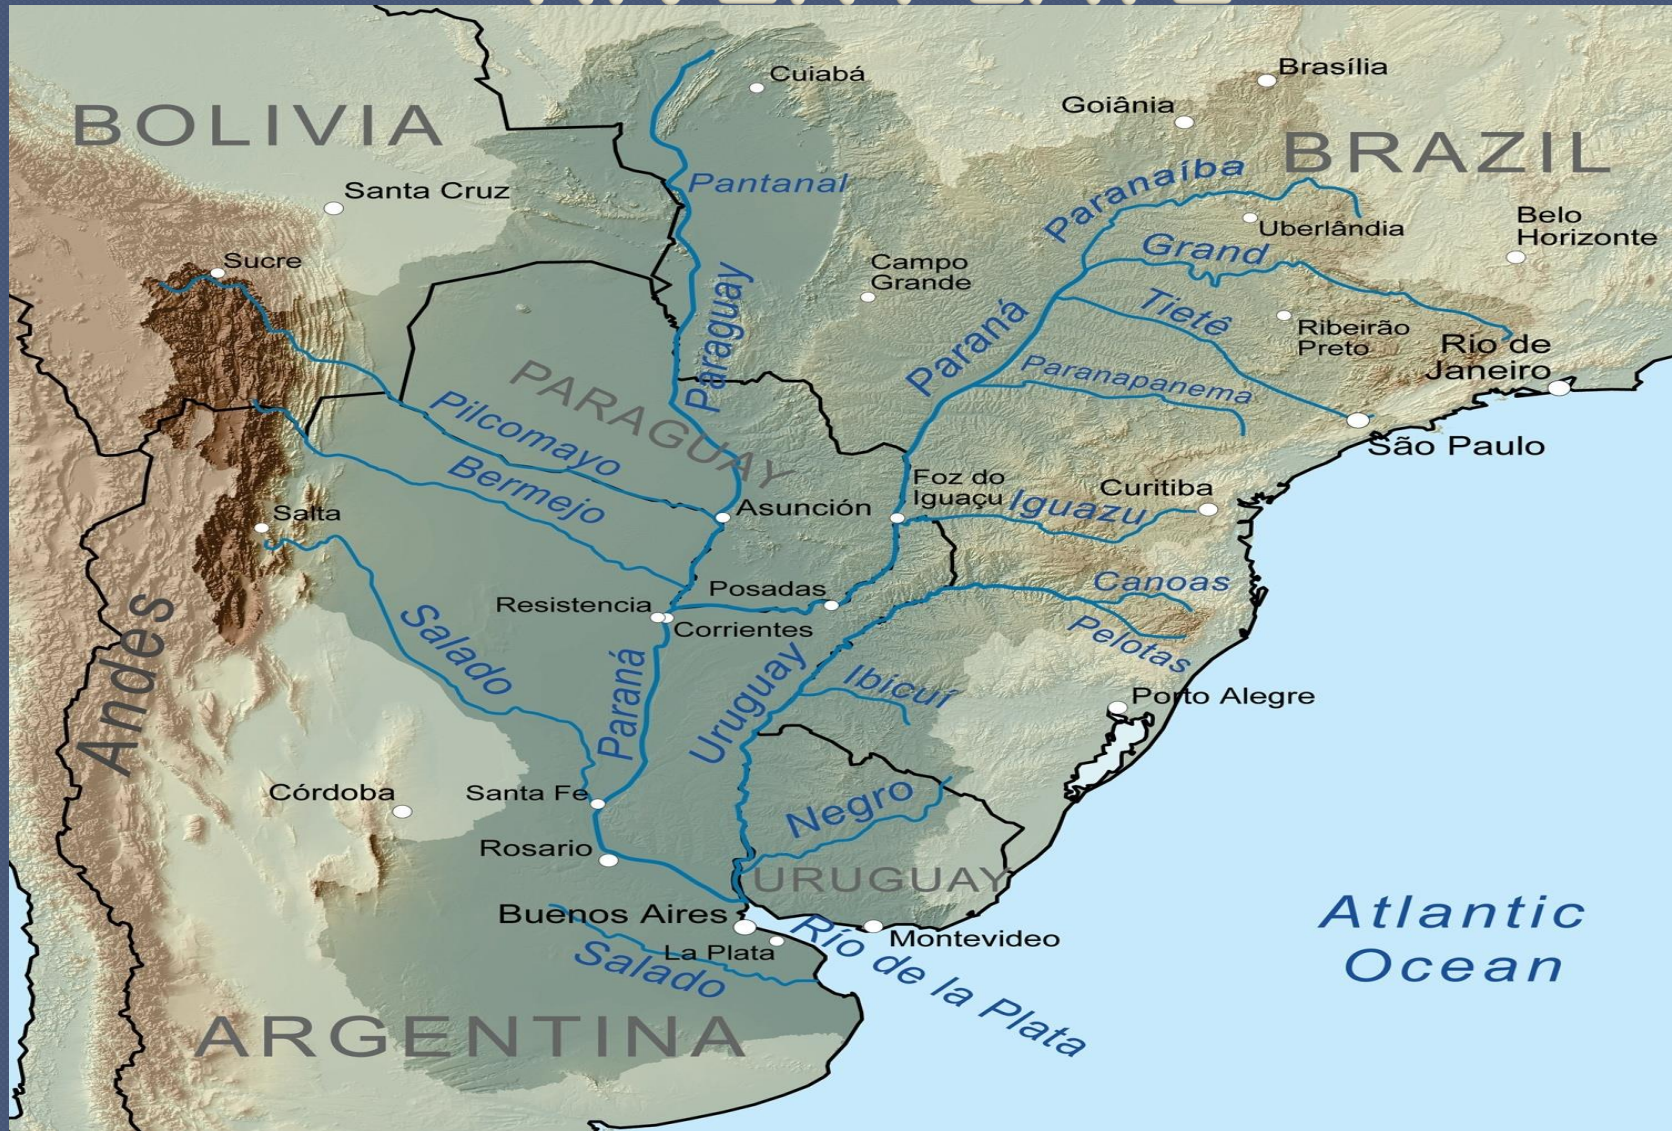 Cuiabá
Brasília
Goiânia
BOLIVIA
BRAZIL
Pantanal
Paranaíba
Santa Cruz
Uberlândia
Belo
Horizonte
Sucre
Grand
Campo
Grande
Paraguay
Paraná
Tietê
Ribeirão
Preto
Rio de
Janeiro
PARAGUAY
Paranapanema
Pilcomayo
São Paulo
Bermejo
Foz do
Iguaçu
Curitiba
Iguazu
Salta
Asunción
Posadas
Canoas
Resistencia
Corrientes
Andes
Salado
Pelotas
Paraná
Uruguay
Ibicuí
Porto Alegre
Córdoba
Santa Fe
Negro
Rosario
URUGUAY
Buenos Aires
Atlantic
Ocean
La Plata
Montevideo
Río de la Plata
Salado
ARGENTINA